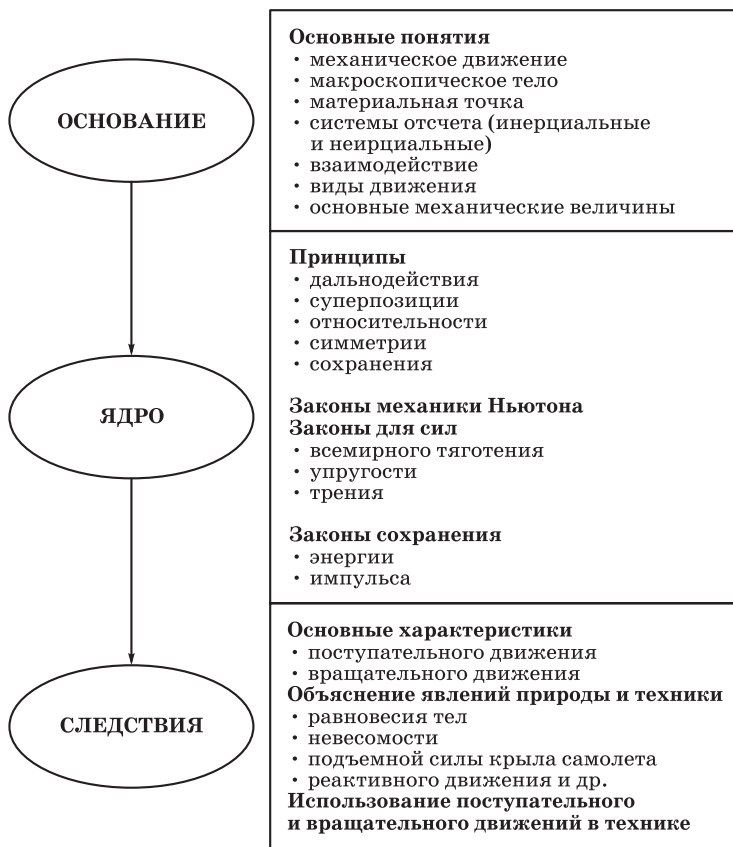 ОСНОВАНИЕ
Основные понятия
• механическое движение
• макроскопическое тело
• материальная точка
• системы отсчета (инерциальные
и неирциальные)
• взаимодействие
• виды движения
• основные механические величины
ЯДРО
Принципы
• дальнодействия
• суперпозиции
• относительности
• симметрии
• сохранения
Законы механики Ньютона
Законы для сил
• всемирного тяготения
• упругости
• трения
Законы сохранения
• энергии
• импульса
СЛЕДСТВИЯ
Основные характеристики
• поступательного движения
• вращательного движения
Объяснение явлений природы и техники
• равновесия тел
• невесомости
• подъемной силы крыла самолета
• реактивного движения и др.
Использование поступательного
и вращательного движений в технике